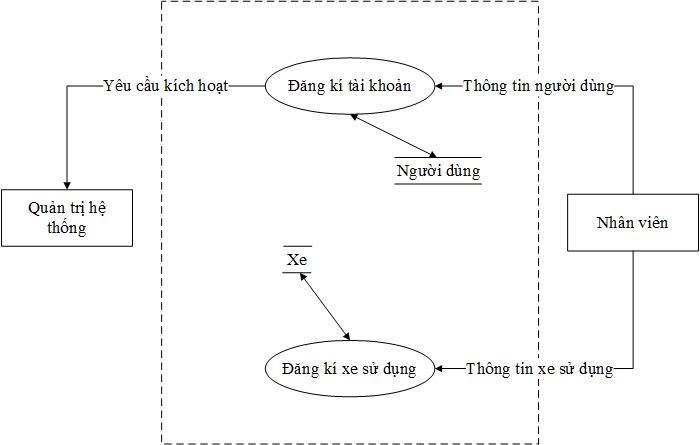 Yêu cầu kích hoạt
Đăng kí tài khoản
Thông tin người dùng
Người dùng
Quản trị hệ
thống
Nhân viên
Xe
Đăng kí xe sử dụng
Thông tin xe sử dụng